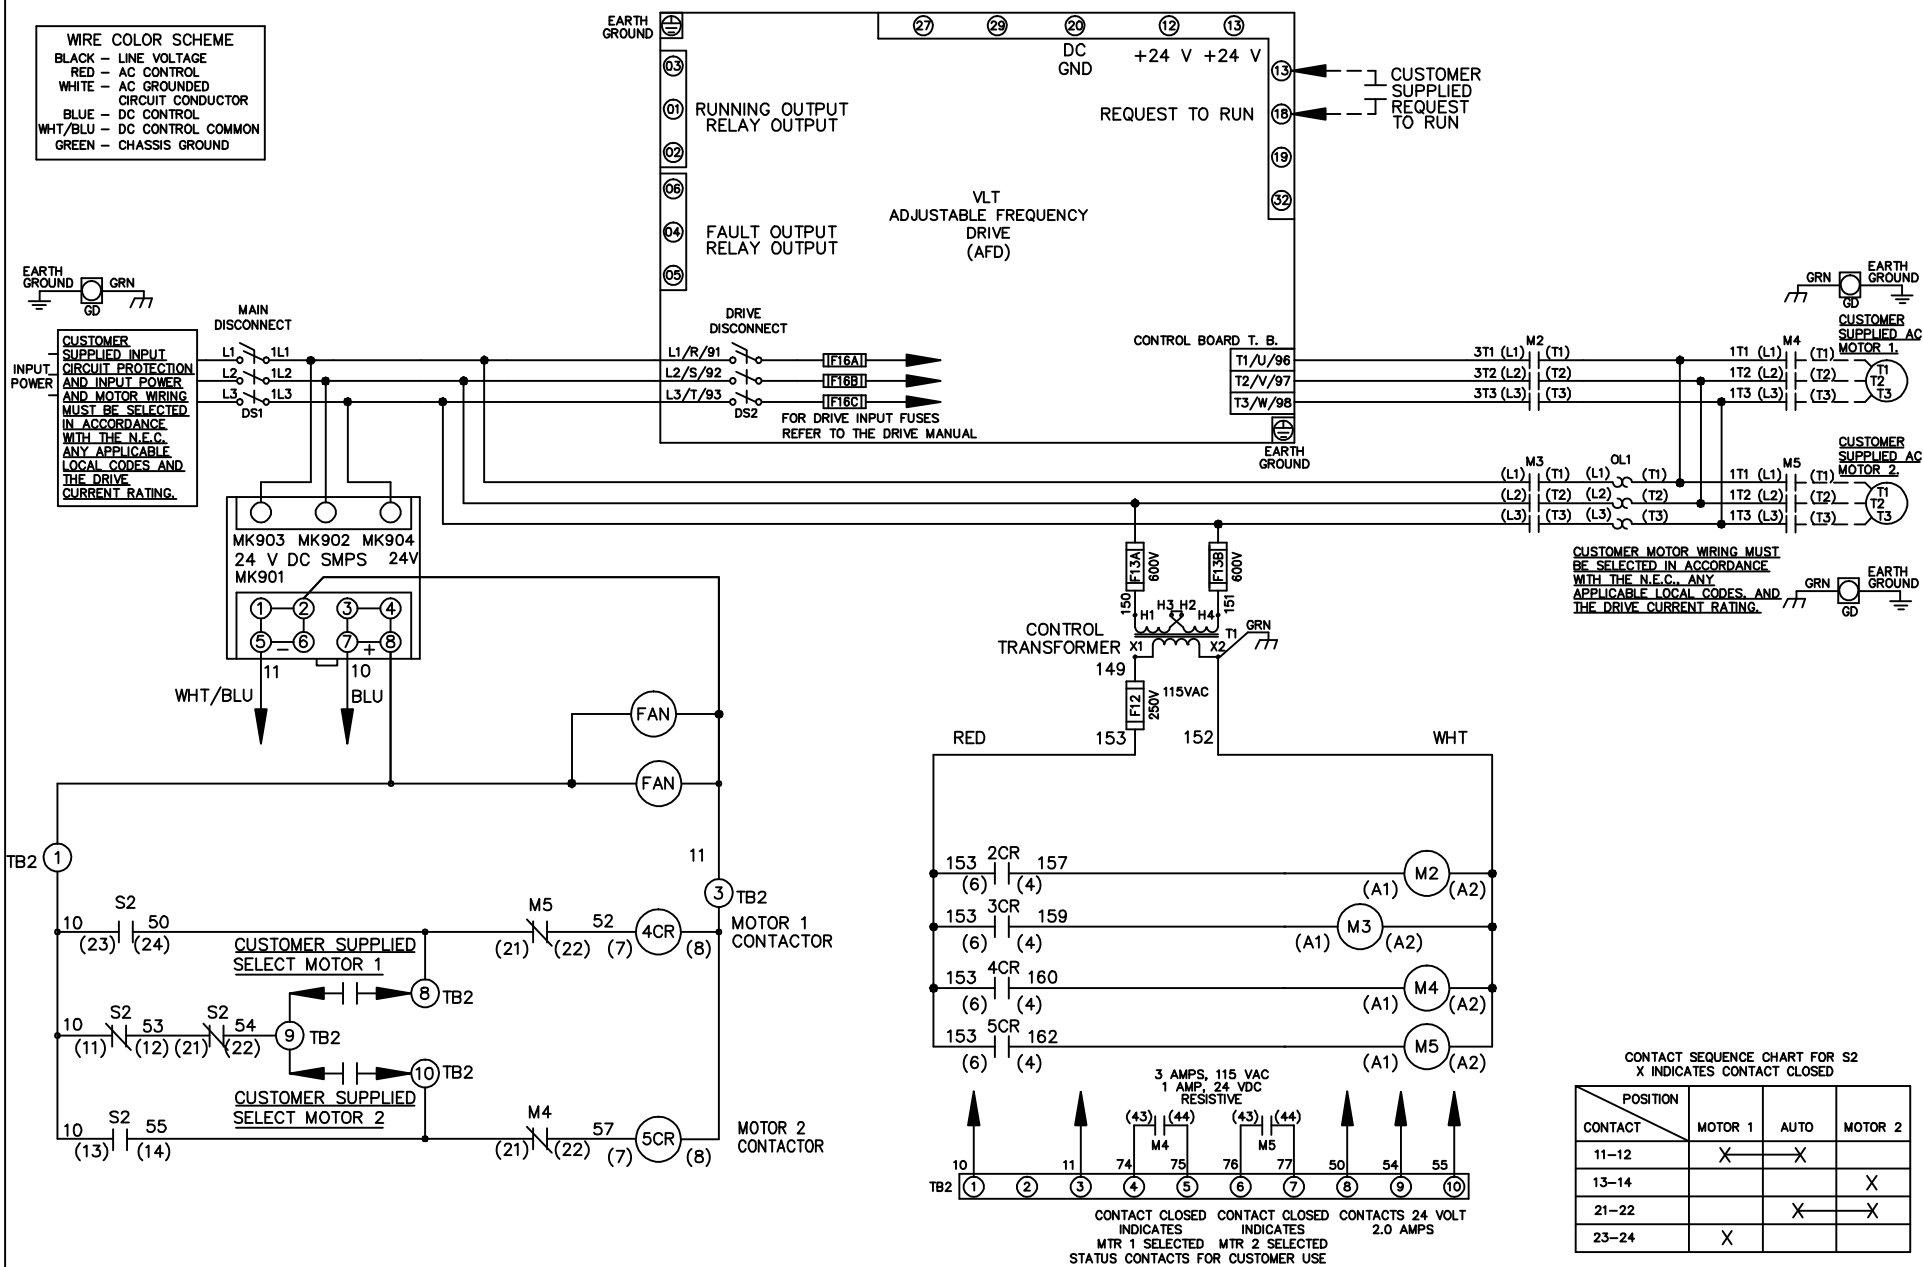 WIRE COLOR SCHEME
BLACK – LINE VOLTAGE
RED – AC CONTROL
WHITE – AC GROUNDED
CIRCUIT CONDUCTOR
BLUE – DC CONTROL
WHT/BLU – DC CONTROL COMMON
GREEN – CHASSIS GROUND
EARTH
GROUND
27 29 20 12 13
DC
GND
+24 V +24 V
03
01
02
RUNNING OUTPUT
RELAY OUTPUT
06
04
05
FAULT OUTPUT
RELAY OUTPUT
REQUEST TO RUN
13
18
19
32
CUSTOMER
SUPPLIED
REQUEST
TO RUN
VLT
ADJUSTABLE FREQUENCY
DRIVE
(AFD)
EARTH
GROUND
GRN
GD
INPUT
POWER
CUSTOMER
SUPPLIED INPUT
CIRCUIT PROTECTION
AND INPUT POWER
AND MOTOR WIRING
MUST BE SELECTED
IN ACCORDANCE
WITH THE N.E.C.
ANY APPLICABLE
LOCAL CODES AND
THE DRIVE
CURRENT RATING.
MAIN
DISCONNECT
L1 1L1
L2 1L2
L3 1L3
DS1
DRIVE
DISCONNECT
L1/R/91
L2/S/92
L3/T/93
DS2
F16A
F16B
F16C
FOR DRIVE INPUT FUSES
REFER TO THE DRIVE MANUAL
CONTROL BOARD T. B.
T1/U/96
T2/V/97
T3/W/98
EARTH
GROUND
M2
3T1 (L1) (T1)
3T2 (L2) (T2)
3T3 (L3) (T3)
M4
1T1 (L1) (T1)
1T2 (L2) (T2)
1T3 (L3) (T3)
GRN
GD
EARTH
GROUND
CUSTOMER
SUPPLIED AC
MOTOR 1.
T1
T2
T3
M3
(L1) (T1)
(L2) (T2)
(L3) (T3)
OL1
(L1) (T1)
(L2) (T2)
(L3) (T3)
M5
1T1 (L1) (T1)
1T2 (L2) (T2)
1T3 (L3) (T3)
CUSTOMER
SUPPLIED AC
MOTOR 2.
T1
T2
T3
CUSTOMER MOTOR WIRING MUST
BE SELECTED IN ACCORDANCE
WITH THE N.E.C., ANY
APPLICABLE LOCAL CODES, AND
THE DRIVE CURRENT RATING.
GRN
GD
EARTH
GROUND
MK903 MK902 MK904
24 V DC SMPS 24V
MK901
1 2 3 4
5 – 6 7 + 8
11
10
WHT/BLU
BLU
FAN
FAN
F13A
600V
F13B
600V
150
151
H1 H3 H2 H4
CONTROL
TRANSFORMER
X1 X2
T1
GRN
149
F12
250V
115VAC
153
152
RED
WHT
TB2 1
11
3 TB2
S2
10 50
(23) (24)
M5
(21) (22)
52
(7) 4CR (8)
MOTOR 1
CONTACTOR
CUSTOMER SUPPLIED
SELECT MOTOR 1
8 TB2
S2 S2
10 53 54
(11) (12) (21) (22)
9 TB2
10 TB2
CUSTOMER SUPPLIED
SELECT MOTOR 2
S2
10 55
(13) (14)
M4
(21) (22)
57
(7) 5CR (8)
MOTOR 2
CONTACTOR
2CR
153 157
(6) (4)
(A1) M2 (A2)
3CR
153 159
(6) (4)
(A1) M3 (A2)
4CR
153 160
(6) (4)
(A1) M4 (A2)
5CR
153 162
(6) (4)
(A1) M5 (A2)
3 AMPS, 115 VAC
1 AMP, 24 VDC
RESISTIVE
(43) (44) (43) (44)
M4 M5
10 11 74 75 76 77 50 54 55
TB2 1 2 3 4 5 6 7 8 9 10
CONTACT CLOSED
INDICATES
MTR 1 SELECTED
CONTACT CLOSED
INDICATES
MTR 2 SELECTED
CONTACTS 24 VOLT
2.0 AMPS
STATUS CONTACTS FOR CUSTOMER USE
CONTACT SEQUENCE CHART FOR S2
X INDICATES CONTACT CLOSED
POSITION
CONTACT MOTOR 1 AUTO MOTOR 2
11–12 X X
13–14 X
21–22 X X
23–24 X